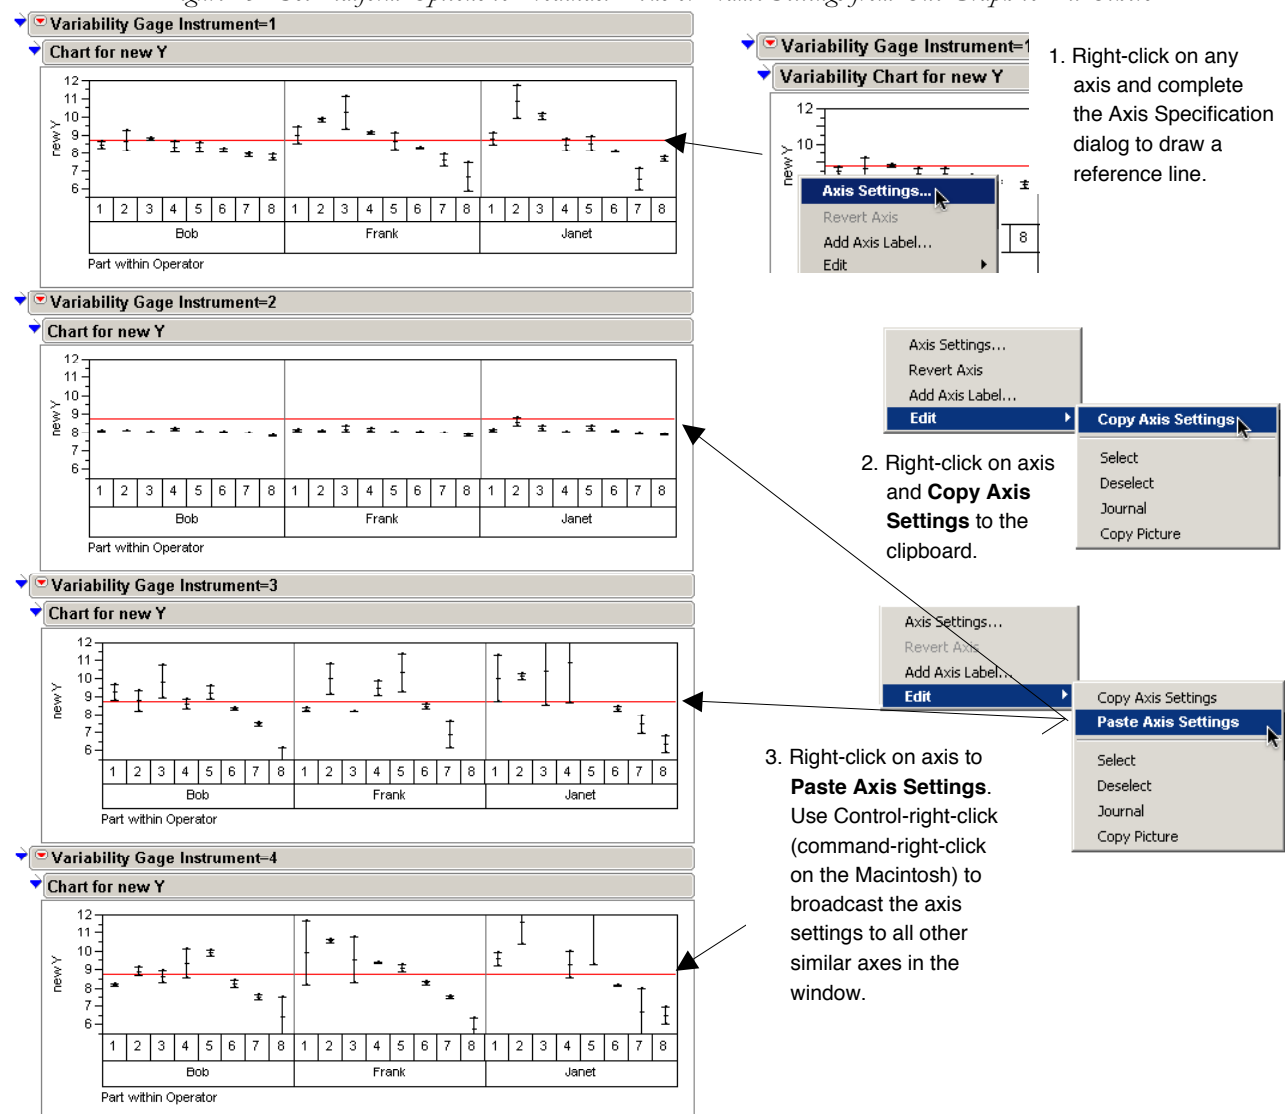 Variability Gage Instrument=1
Chart for new Y
12
11
10
9
8
7
6
new Y
1 2 3 4 5 6 7 8 1 2 3 4 5 6 7 8 1 2 3 4 5 6 7 8
Bob Frank Janet
Part within Operator
Variability Gage Instrument=1
Variability Chart for new Y
12
10
new Y
8
Axis Settings...
Revert Axis
Add Axis Label...
Edit
1. Right-click on any
axis and complete
the Axis Specification
dialog to draw a
reference line.
Variability Gage Instrument=2
Chart for new Y
12
11
10
9
8
7
6
new Y
1 2 3 4 5 6 7 8 1 2 3 4 5 6 7 8 1 2 3 4 5 6 7 8
Bob Frank Janet
Part within Operator
Axis Settings...
Revert Axis
Add Axis Label...
Edit
Copy Axis Settings
Select
Deselect
Journal
Copy Picture
2. Right-click on axis
and Copy Axis
Settings to the
clipboard.
Variability Gage Instrument=3
Chart for new Y
12
11
10
9
8
7
6
new Y
1 2 3 4 5 6 7 8 1 2 3 4 5 6 7 8 1 2 3 4 5 6 7 8
Bob Frank Janet
Part within Operator
Axis Settings...
Revert Axis
Add Axis Label...
Edit
Copy Axis Settings
Paste Axis Settings
Select
Deselect
Journal
Copy Picture
3. Right-click on axis to
Paste Axis Settings.
Use Control-right-click
(command-right-click
on the Macintosh) to
broadcast the axis
settings to all other
similar axes in the
window.
Variability Gage Instrument=4
Chart for new Y
12
11
10
9
8
7
6
new Y
1 2 3 4 5 6 7 8 1 2 3 4 5 6 7 8 1 2 3 4 5 6 7 8
Bob Frank Janet
Part within Operator